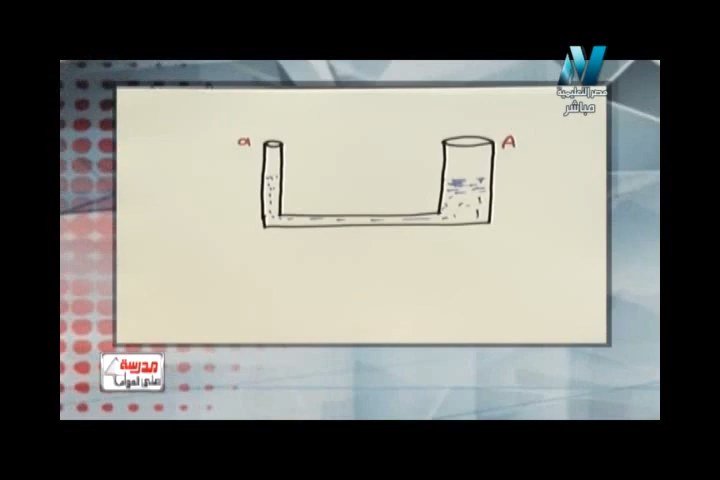 مصر التعليمية
مباشر
a
A
مدرسة
على الهواء